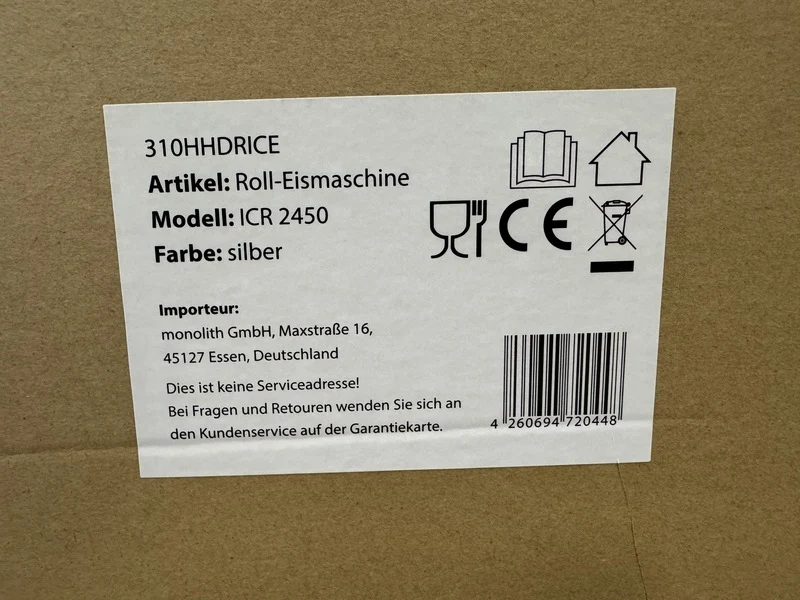 310HHDRICE
Artikel: Roll-Eismaschine
Modell: ICR 2450
Farbe: silber
CE
Importeur:
monolith GmbH, Maxstraße 16,
45127 Essen, Deutschland
Dies ist keine Serviceadresse!
Bei Fragen und Retouren wenden Sie sich an
den Kundenservice auf der Garantiekarte.
4 260694 720448